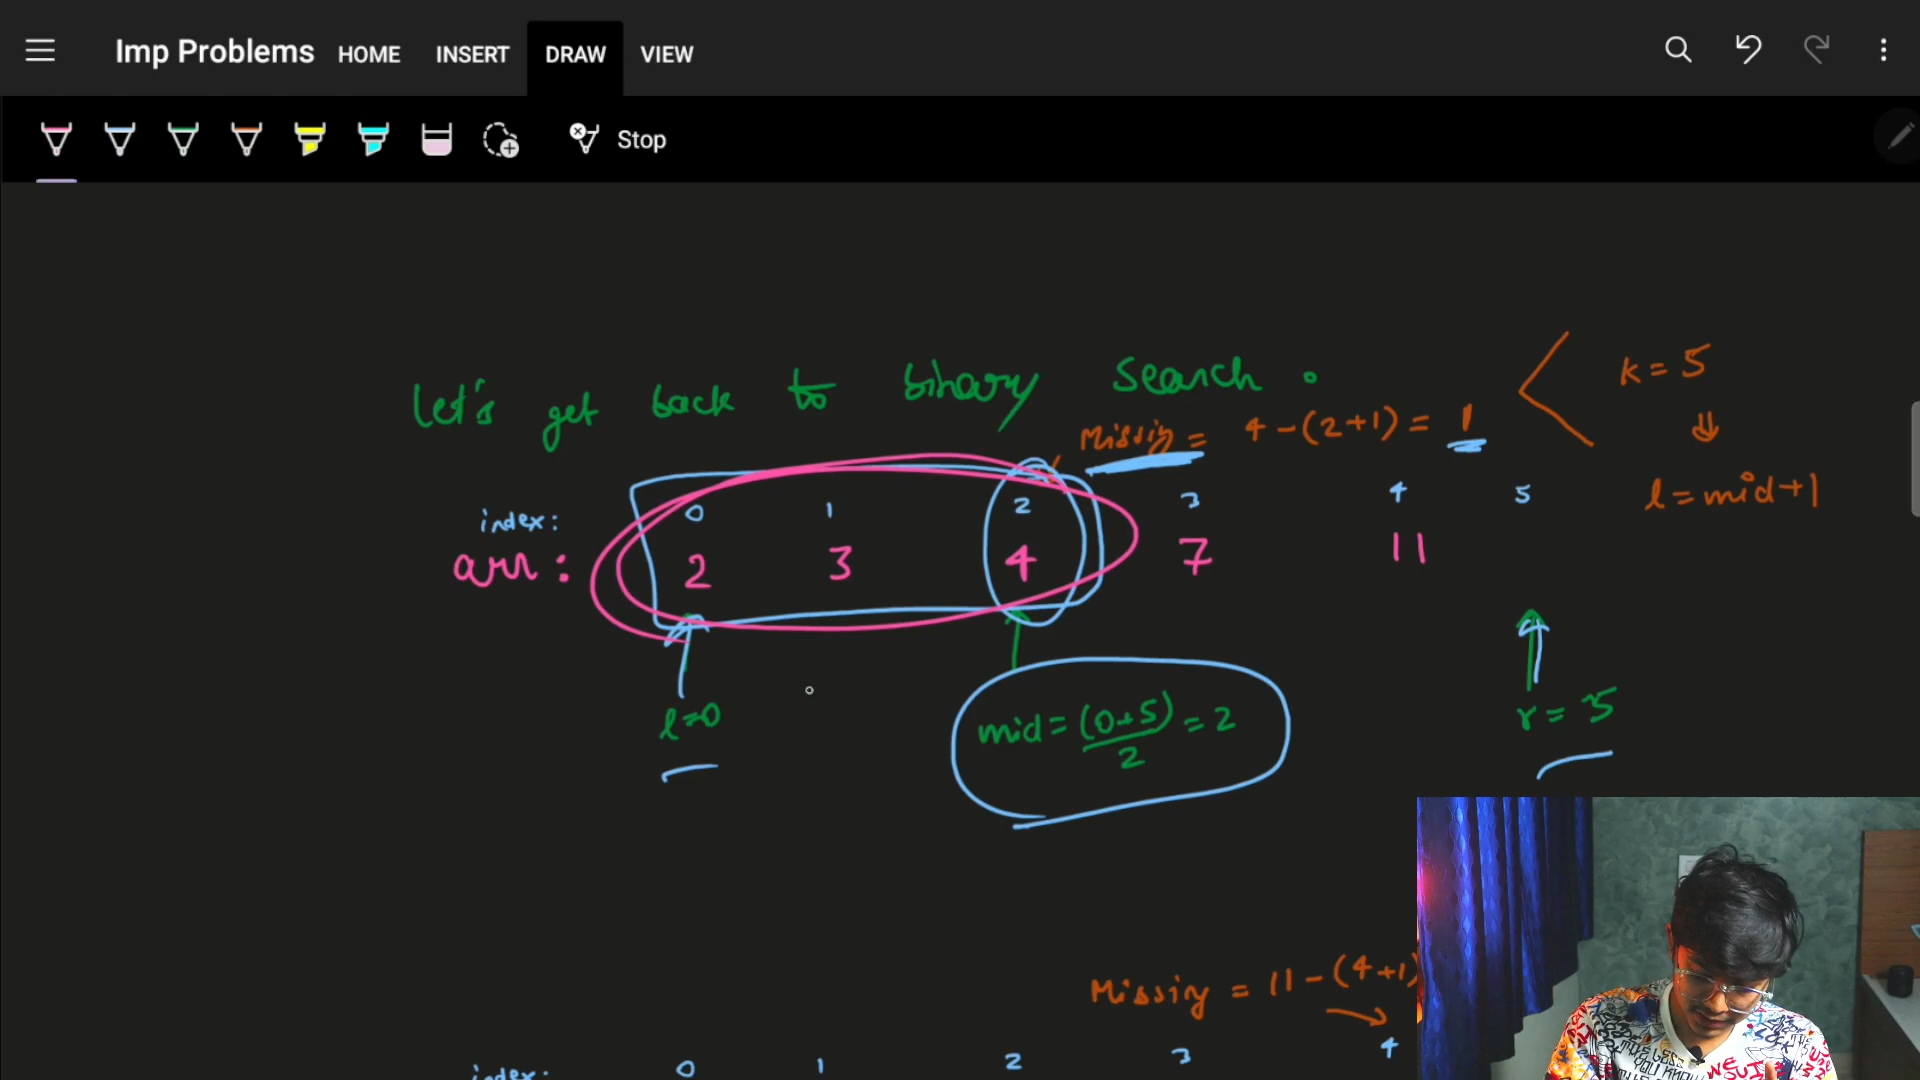 Imp Problems HOME INSERT DRAW VIEW
Stop
Let's get back to binary search.
Missing = 4-(2+1) = 1
k = 5
⇓
l = mid+1
index: 0 1 2 3 4 5
arr: 2 3 4 7 11
l=0
mid = (0+5)/2 = 2
r = 5
Missing = 11-(4+1)
index: 0 1 2 3 4